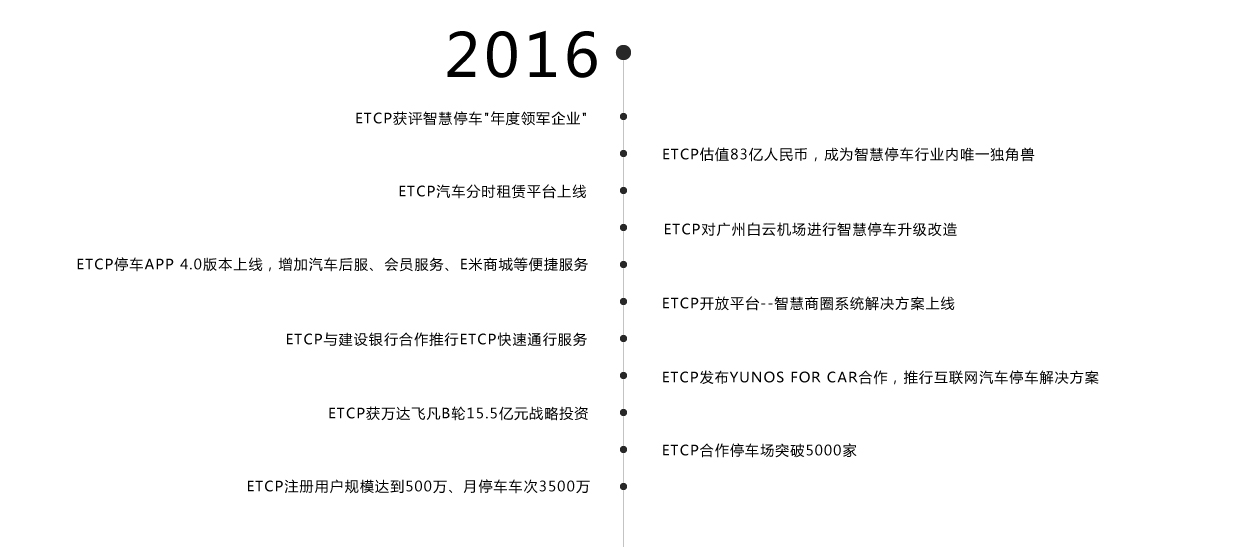 2016
ETCP获评智慧停车"年度领军企业"
ETCP估值83亿人民币，成为智慧停车行业内唯一独角兽
ETCP汽车分时租赁平台上线
ETCP对广州白云机场进行智慧停车升级改造
ETCP停车APP 4.0版本上线，增加汽车后服、会员服务、E米商城等便捷服务
ETCP开放平台--智慧商圈系统解决方案上线
ETCP与建设银行合作推行ETCP快速通行服务
ETCP发布YUNOS FOR CAR合作，推行互联网汽车停车解决方案
ETCP获万达飞凡B轮15.5亿元战略投资
ETCP合作停车场突破5000家
ETCP注册用户规模达到500万、月停车车次3500万